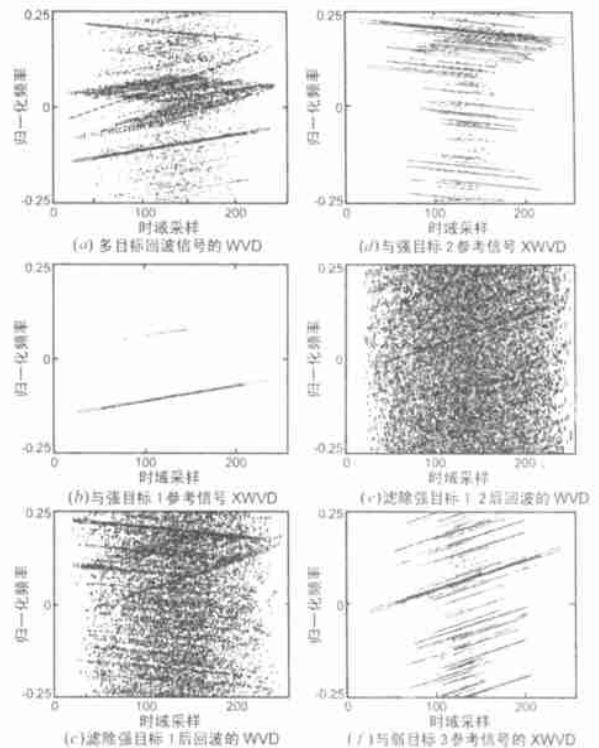 0.25
归一化频率
0
-0.25
0
100
200
时域采样
(a) 多目标回波信号的 WVD
0.25
归一化频率
0
-0.25
0
100
200
时域采样
(d)与强目标 2 参考信号 XWVD
0.25
归一化频率
0
-0.25
0
100
200
时域采样
(b)与强目标 1参考信号 XWVD
0.25
归一化频率
0
-0.25
0
100
200
时域采样
(e)滤除强目标 1 2后回波的 WVD
0.25
归一化频率
0
-0.25
0
100
200
时域采样
(c)滤除强目标 1后回波的 WVD
0.25
归一化频率
0
-0.25
0
100
200
时域采样
(f)与弱目标 3参考信号的 XWVD